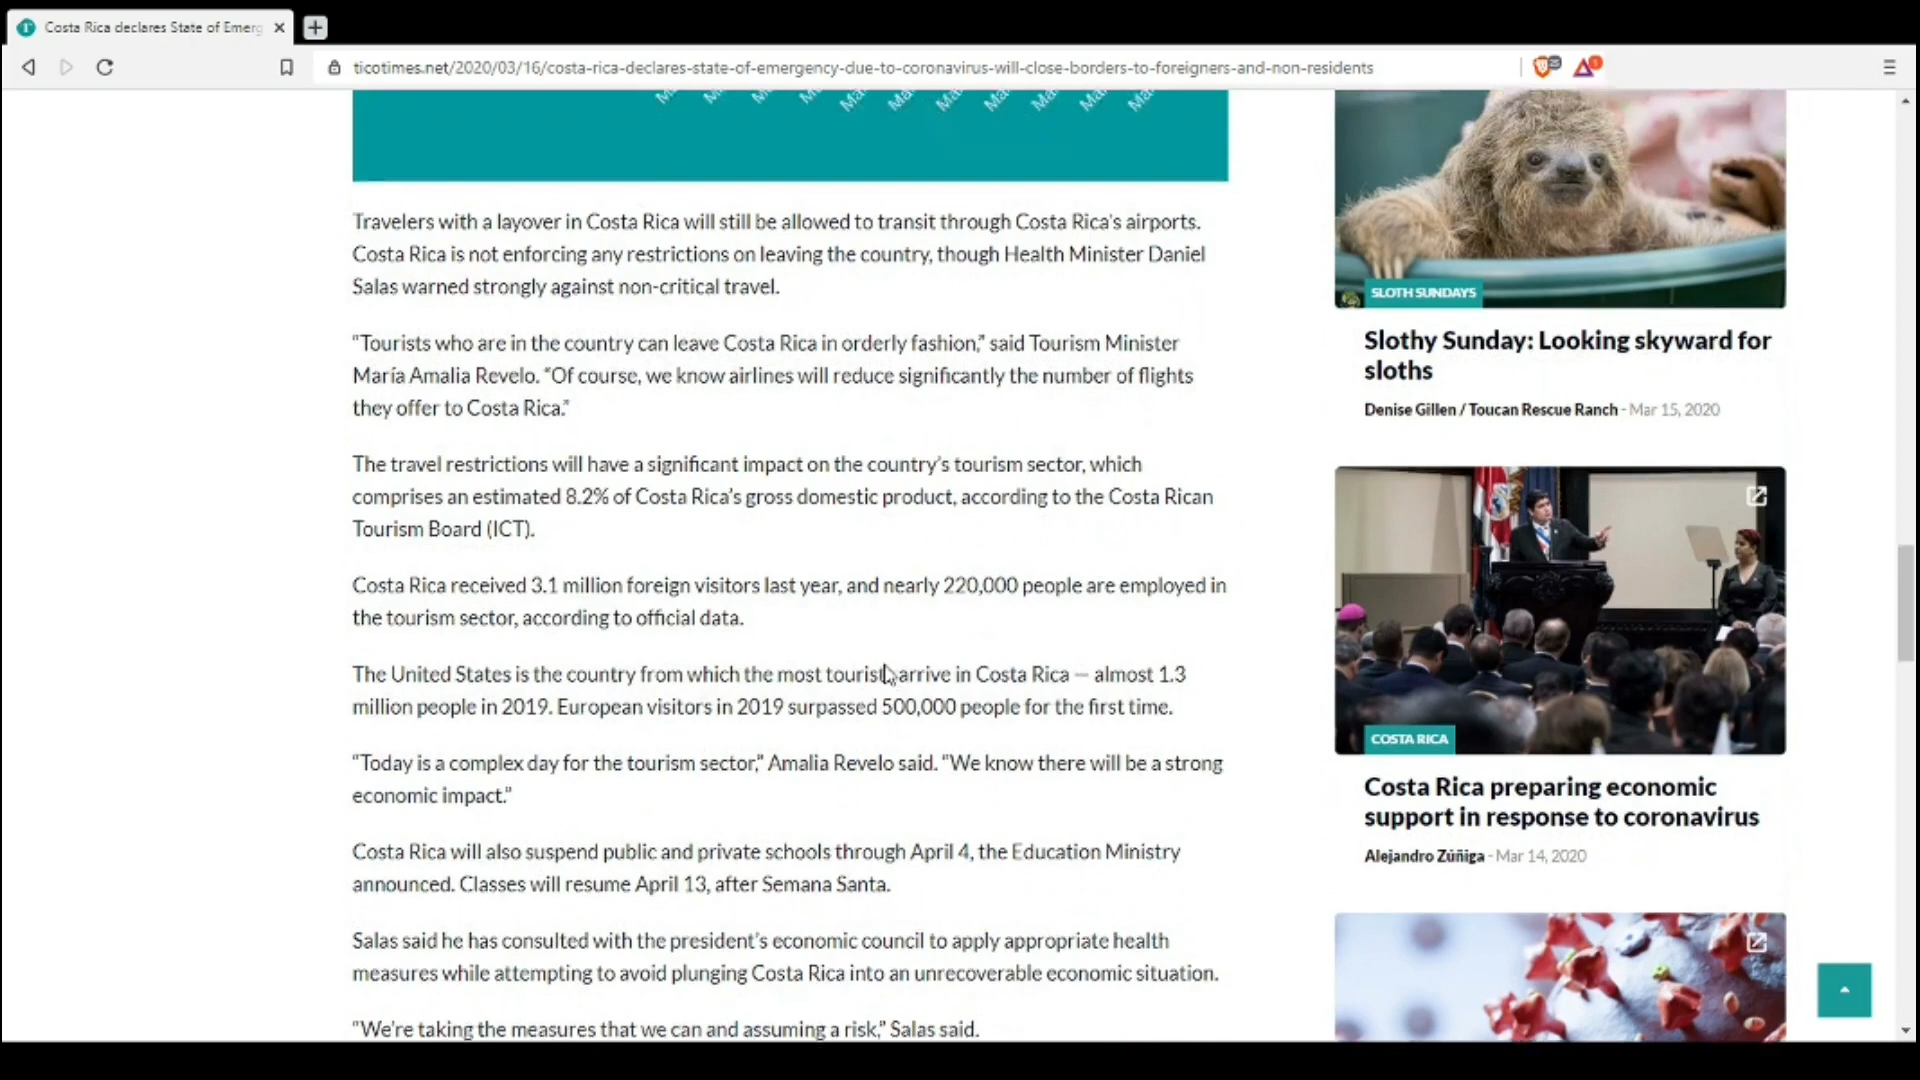 Costa Rica declares State of Emerg
ticotimes.net/2020/03/16/costa-rica-declares-state-of-emergency-due-to-coronavirus-will-close-borders-to-foreigners-and-non-residents
Travelers with a layover in Costa Rica will still be allowed to transit through Costa Rica's airports.
Costa Rica is not enforcing any restrictions on leaving the country, though Health Minister Daniel
Salas warned strongly against non-critical travel.
“Tourists who are in the country can leave Costa Rica in orderly fashion,” said Tourism Minister
María Amalia Revelo. “Of course, we know airlines will reduce significantly the number of flights
they offer to Costa Rica.”
The travel restrictions will have a significant impact on the country's tourism sector, which
comprises an estimated 8.2% of Costa Rica's gross domestic product, according to the Costa Rican
Tourism Board (ICT).
Costa Rica received 3.1 million foreign visitors last year, and nearly 220,000 people are employed in
the tourism sector, according to official data.
The United States is the country from which the most tourists arrive in Costa Rica — almost 1.3
million people in 2019. European visitors in 2019 surpassed 500,000 people for the first time.
“Today is a complex day for the tourism sector,” Amalia Revelo said. “We know there will be a strong
economic impact.”
Costa Rica will also suspend public and private schools through April 4, the Education Ministry
announced. Classes will resume April 13, after Semana Santa.
Salas said he has consulted with the president's economic council to apply appropriate health
measures while attempting to avoid plunging Costa Rica into an unrecoverable economic situation.
“We're taking the measures that we can and assuming a risk,” Salas said.
SLOTH SUNDAYS
Slothy Sunday: Looking skyward for
sloths
Denise Gillen / Toucan Rescue Ranch - Mar 15, 2020
COSTA RICA
Costa Rica preparing economic
support in response to coronavirus
Alejandro Zúñiga - Mar 14, 2020